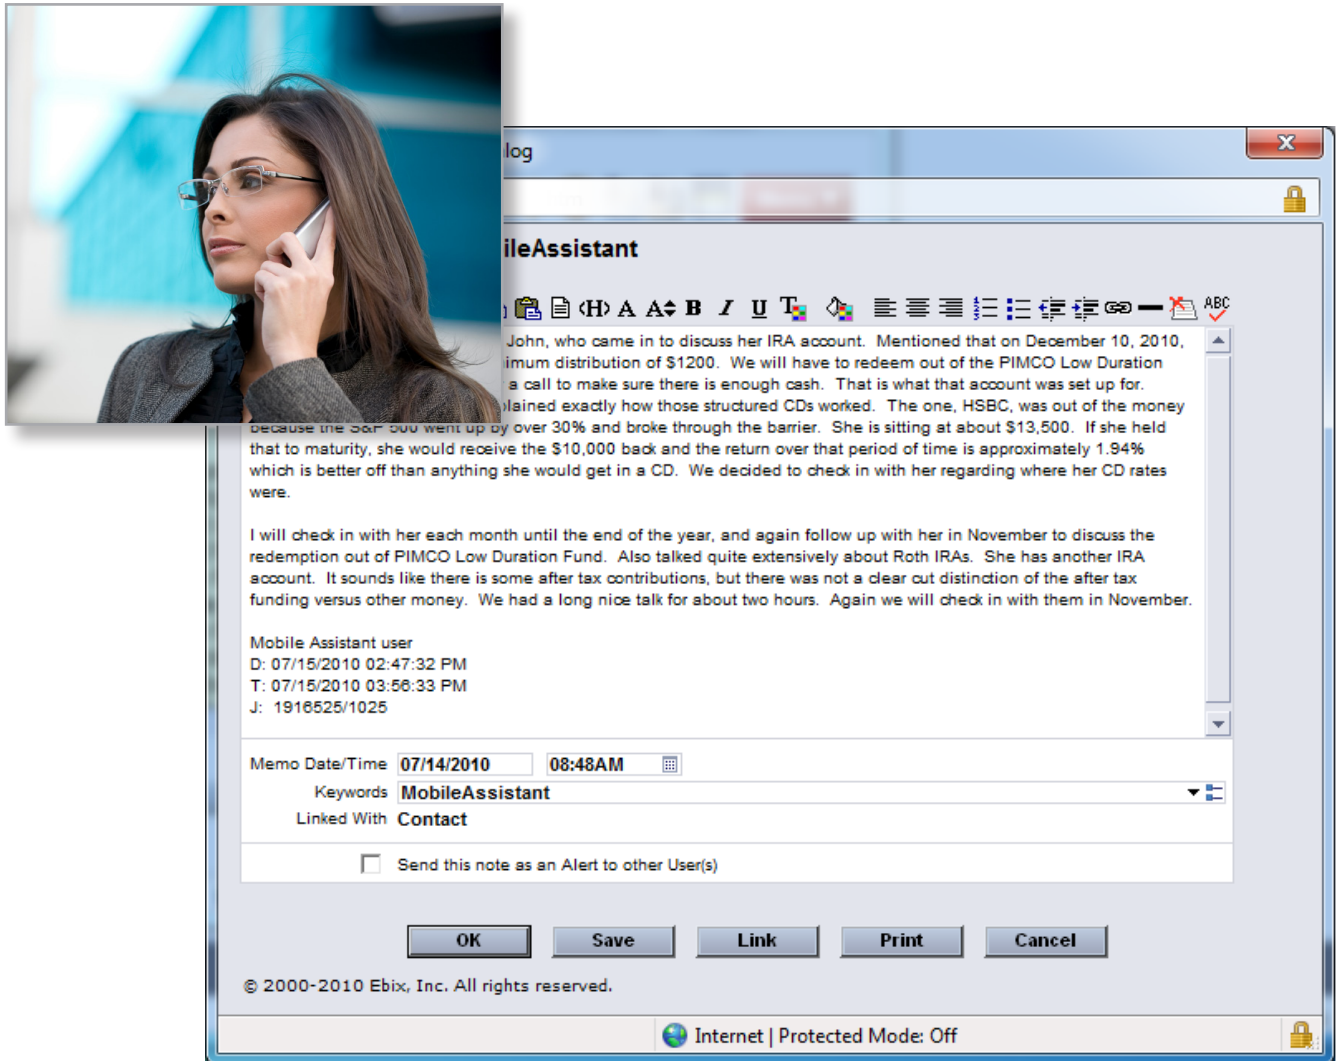 log
ileAssistant
John, who came in to discuss her IRA account.  Mentioned that on December 10, 2010,
imum distribution of $1200.  We will have to redeem out of the PIMCO Low Duration
a call to make sure there is enough cash.  That is what that account was set up for.
lained exactly how those structured CDs worked.  The one, HSBC, was out of the money
because the S&P 500 went up by over 30% and broke through the barrier.  She is sitting at about $13,500.  If she held
that to maturity, she would receive the $10,000 back and the return over that period of time is approximately 1.94%
which is better off than anything she would get in a CD.  We decided to check in with her regarding where her CD rates
were.
I will check in with her each month until the end of the year, and again follow up with her in November to discuss the
redemption out of PIMCO Low Duration Fund.  Also talked quite extensively about Roth IRAs.  She has another IRA
account.  It sounds like there is some after tax contributions, but there was not a clear cut distinction of the after tax
funding versus other money.  We had a long nice talk for about two hours.  Again we will check in with them in November.
Mobile Assistant user
D: 07/15/2010 02:47:32 PM
T: 07/15/2010 03:56:33 PM
J:  1916525/1025
Memo Date/Time 07/14/2010 08:48AM
Keywords MobileAssistant
Linked With Contact
Send this note as an Alert to other User(s)
OK Save Link Print Cancel
© 2000-2010 Ebix, Inc. All rights reserved.
Internet | Protected Mode: Off